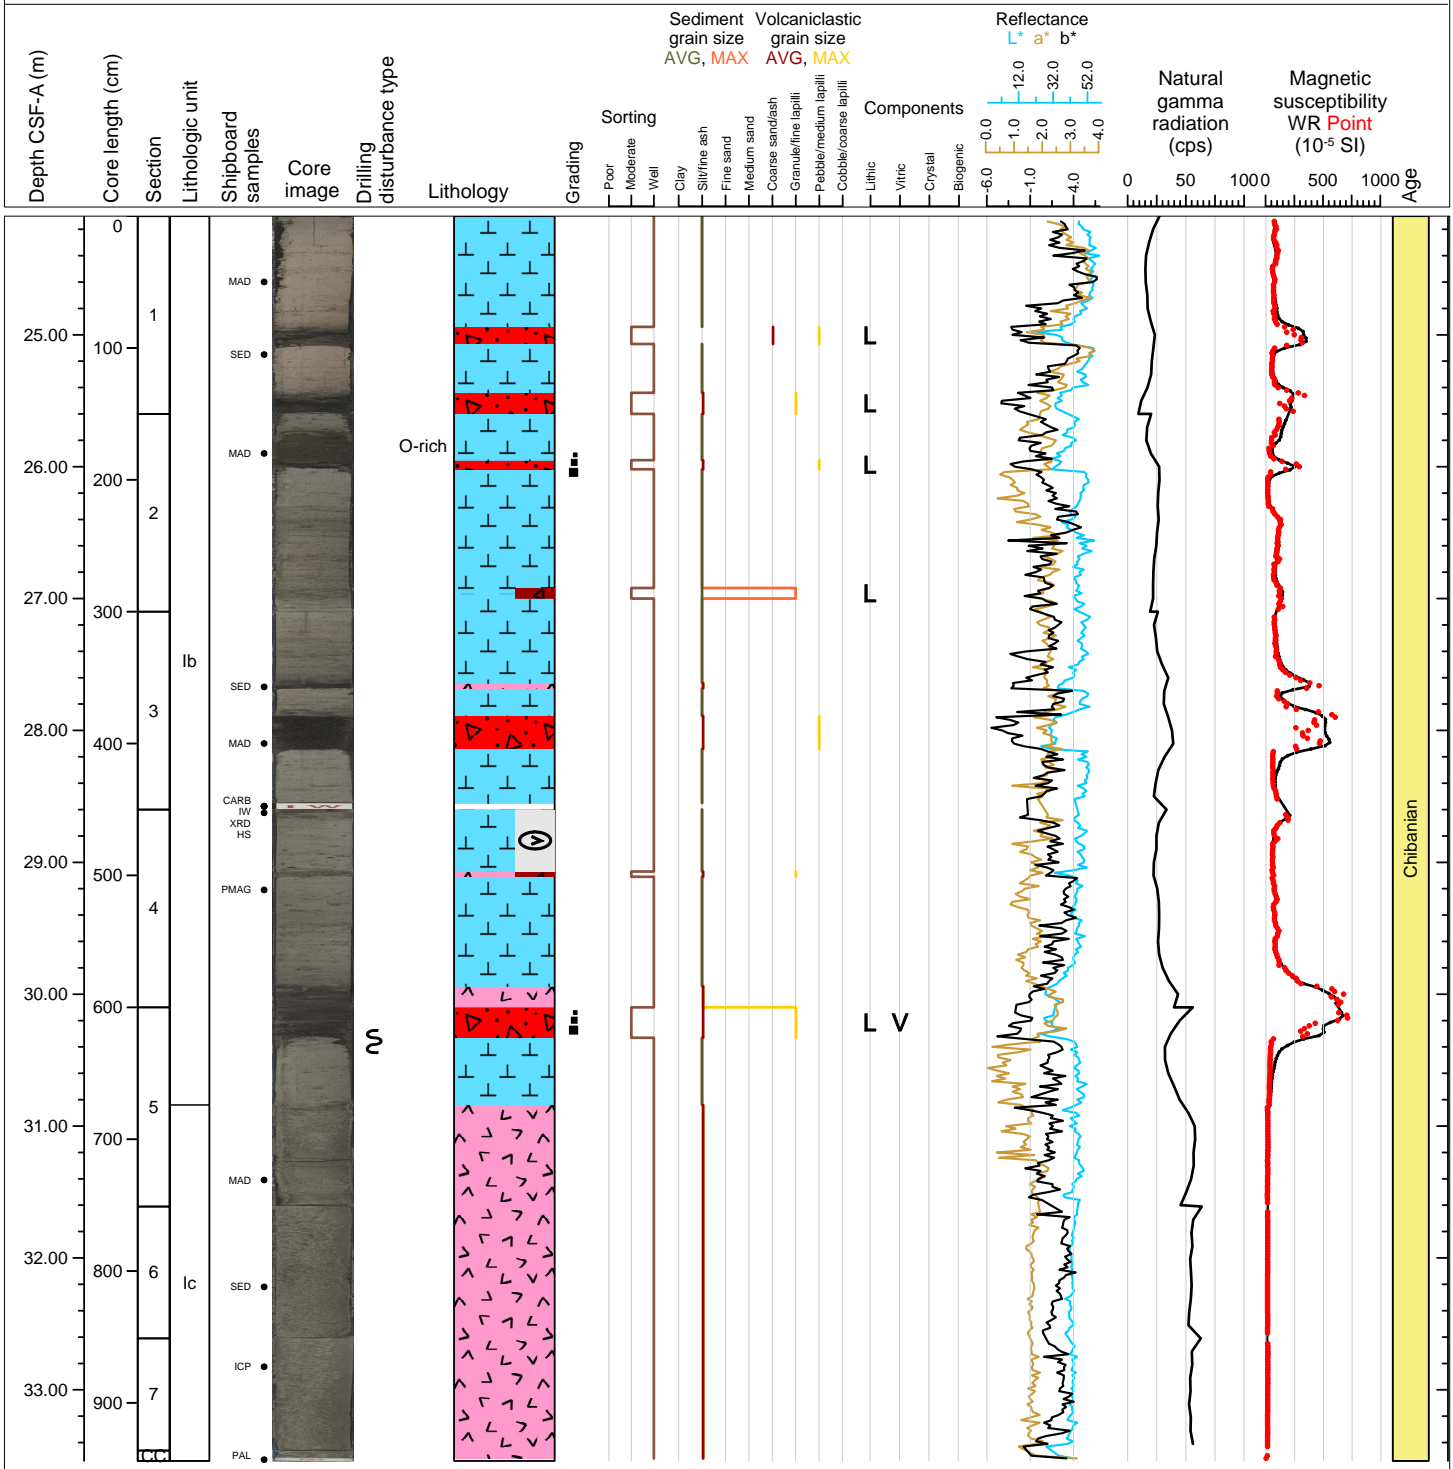 Depth CSF-A (m)
Core length (cm)
Section
Lithologic unit
Shipboard
samples
Core
image
Drilling
disturbance type
Lithology
Grading
Sorting
Poor
Moderate
Well
Sediment
grain size
AVG, MAX
Volcaniclastic
grain size
AVG, MAX
Clay
Silt/fine ash
Fine sand
Medium sand
Coarse sand/ash
Granule/fine lapilli
Pebble/medium lapilli
Cobble/coarse lapilli
Components
Lithic
Vitric
Crystal
Biogenic
Reflectance
L* a* b*
12.0 32.0 52.0
0.0 1.0 2.0 3.0 4.0
-6.0 -1.0 4.0
Natural
gamma
radiation
(cps)
0 50 100
Magnetic
susceptibility
WR Point
(10-5 SI)
0 500 1000
Age
0
MAD
1
25.00
L
100
SED
L
O-rich
MAD
L
26.00
200
2
L
27.00
300
Ib
SED
3
28.00
400
MAD
CARB
IW
I W
XRD
HS
V
29.00
Chibanian
500
PMAG
4
30.00
600
L V
5
31.00
700
MAD
6
32.00
800
Ic
SED
ICP
33.00
7
900
CC
PAL